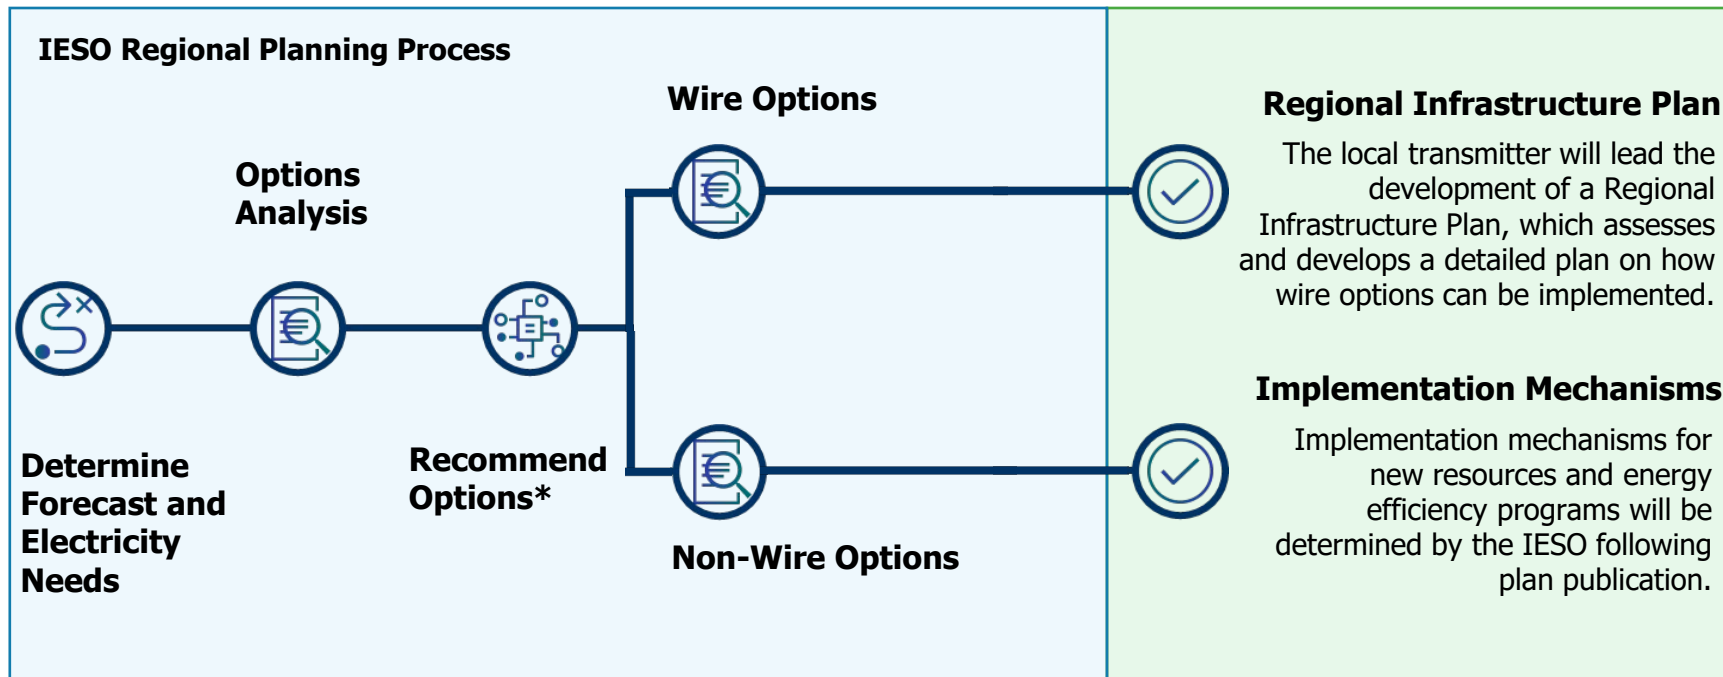 IESO Regional Planning Process
Wire Options
Options
Analysis
Determine
Forecast and
Electricity
Needs
Recommend
Options*
Non-Wire Options
Regional Infrastructure Plan
The local transmitter will lead the
development of a Regional
Infrastructure Plan, which assesses
and develops a detailed plan on how
wire options can be implemented.
Implementation Mechanisms
Implementation mechanisms for
new resources and energy
efficiency programs will be
determined by the IESO following
plan publication.